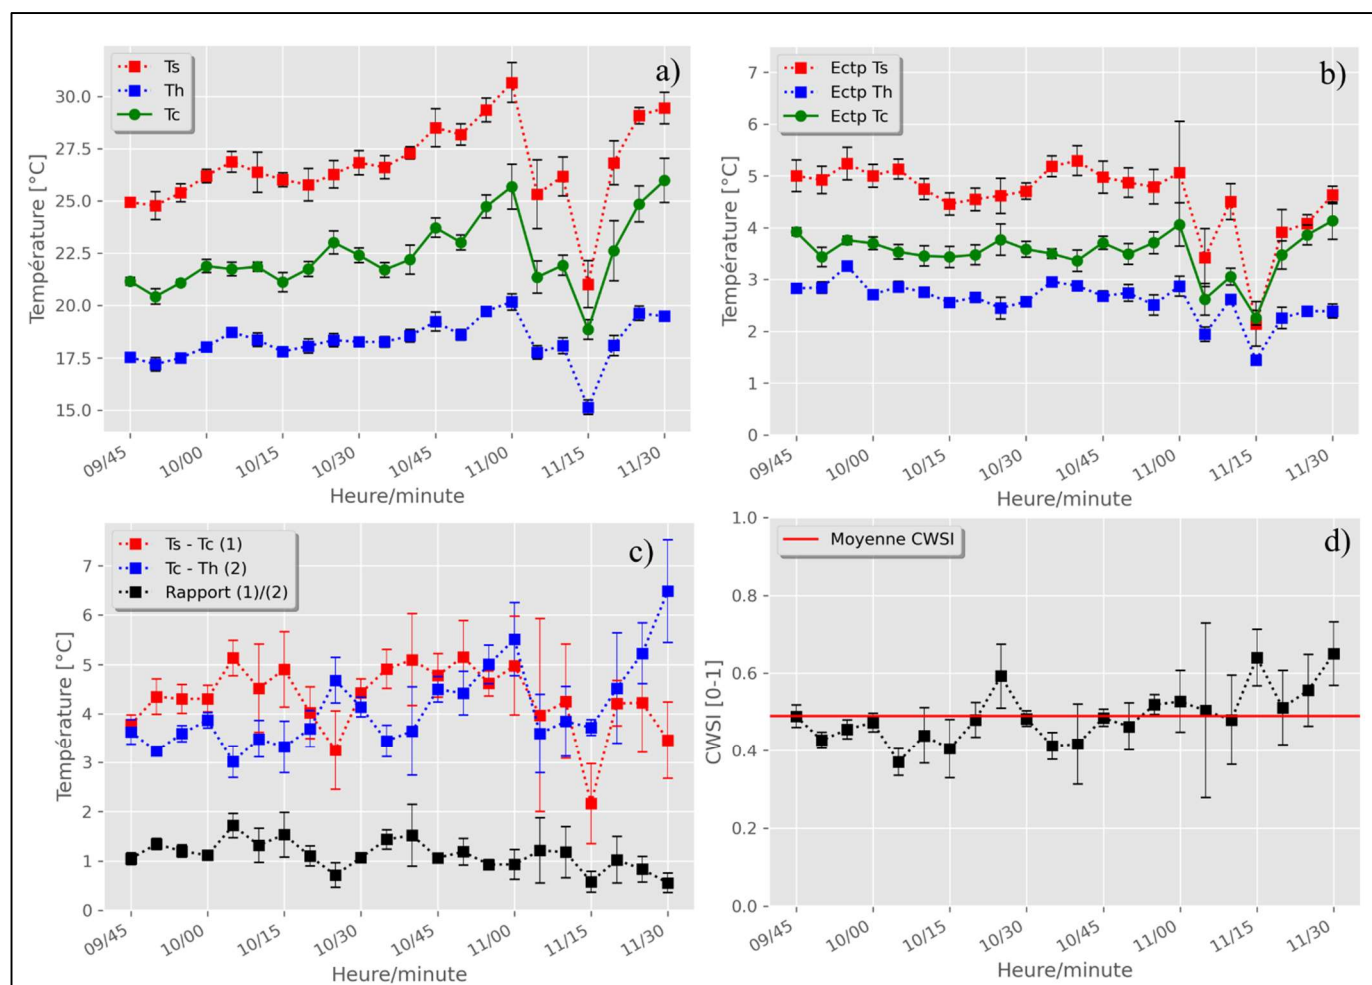 a)
Ts
Th
Tc
Température [°C]
30.0
27.5
25.0
22.5
20.0
17.5
15.0
09/45
10/00
10/15
10/30
10/45
11/00
11/15
11/30
Heure/minute
b)
Ectp Ts
Ectp Th
Ectp Tc
Température [°C]
7
6
5
4
3
2
1
0
09/45
10/00
10/15
10/30
10/45
11/00
11/15
11/30
Heure/minute
c)
Ts - Tc (1)
Tc - Th (2)
Rapport (1)/(2)
Température [°C]
7
6
5
4
3
2
1
0
09/45
10/00
10/15
10/30
10/45
11/00
11/15
11/30
Heure/minute
d)
Moyenne CWSI
CWSI [0-1]
1.0
0.8
0.6
0.4
0.2
0.0
09/45
10/00
10/15
10/30
10/45
11/00
11/15
11/30
Heure/minute